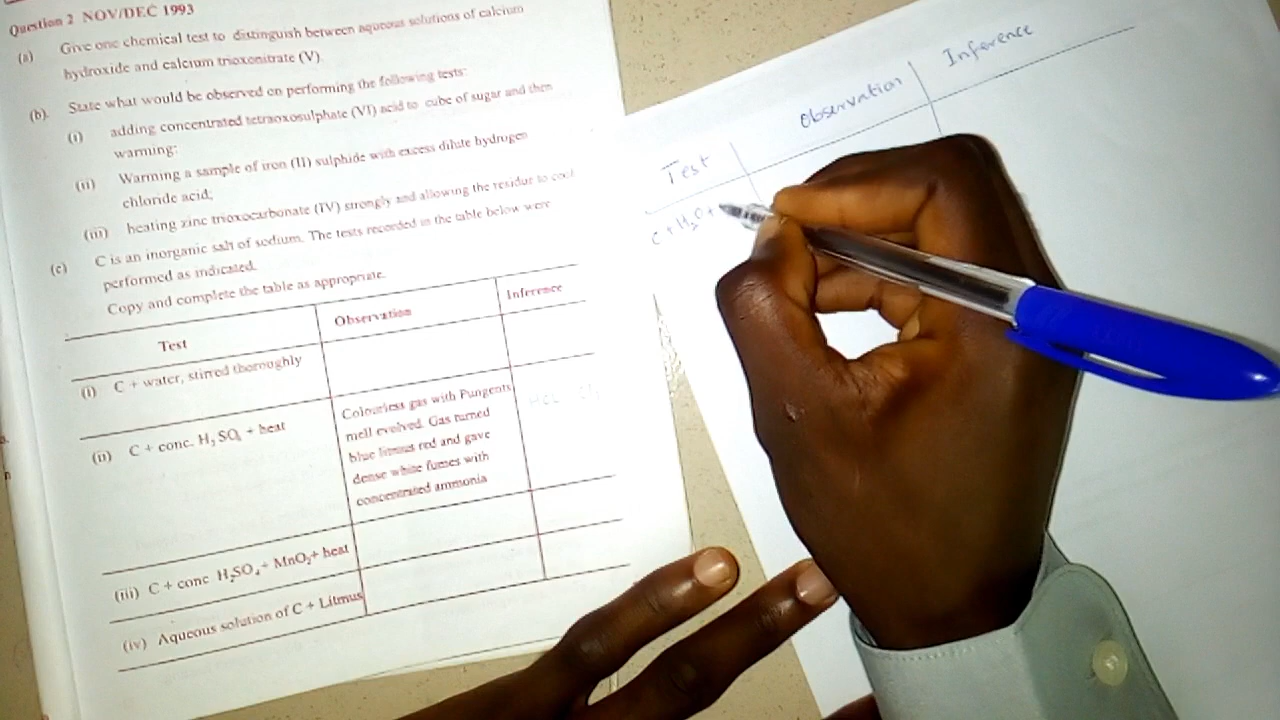 Question 2 NOV/DEC 1993
(a) Give one chemical test to distinguish between aqueous solutions of calcium
hydroxide and calcium trioxonitrate (V).
(b). State what would be observed on performing the following tests:
(i) adding concentrated tetraoxosulphate (VI) acid to cube of sugar and then
warming:
(ii) Warming a sample of iron (II) sulphide with excess dilute hydrogen
chloride acid;
(iii) heating zinc trioxocarbonate (IV) strongly and allowing the residue to cool
(c) C is an inorganic salt of sodium. The tests recorded in the table below were
performed as indicated.
Copy and complete the table as appropriate.
Test Observation Inference
(i) C + water, stirred thoroughly
(ii) C + conc. H₂SO₄ + heat
Colourless gas with Pungents
mell evolved. Gas turned
blue litmus red and gave
dense white fumes with
concentrated ammonia
(iii) C + conc H₂SO₄ + MnO₂ + heat
(iv) Aqueous solution of C + Litmus
Test Observation Inference
C + H₂O +